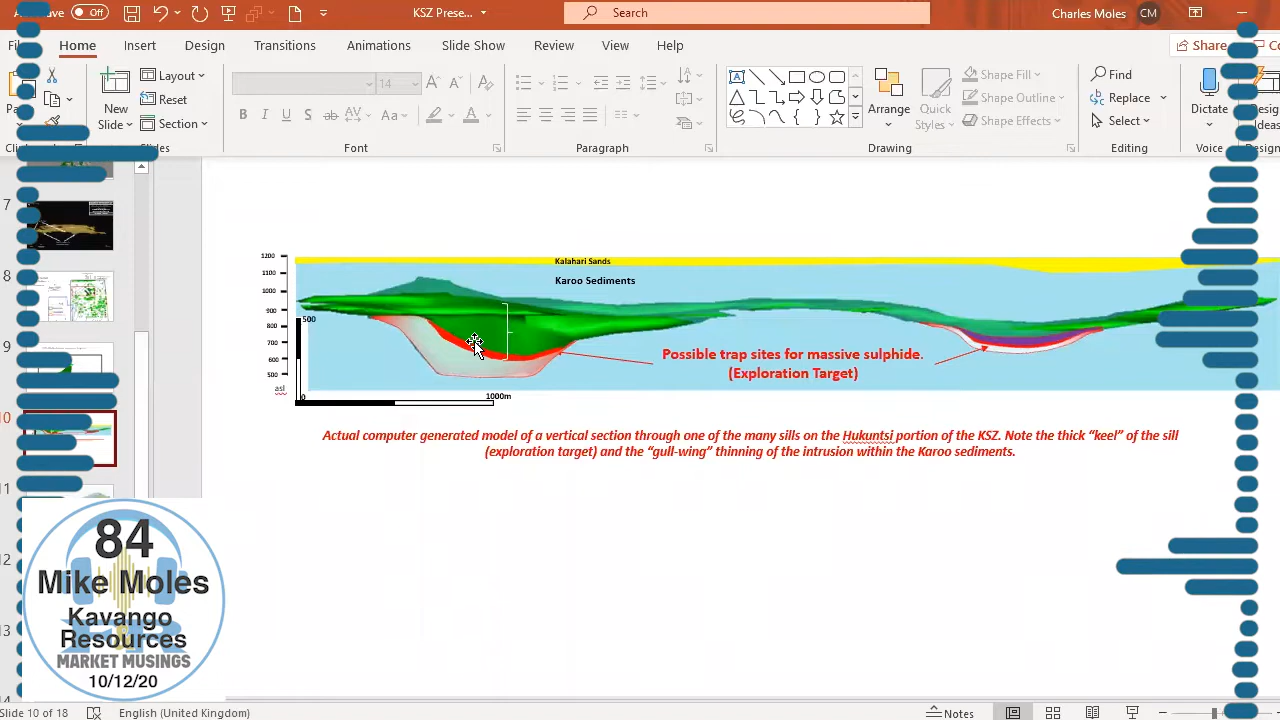 Off
KSZ Prese...
Search
Charles Moles
CM
Home
Insert
Design
Transitions
Animations
Slide Show
Review
View
Help
Share
New
Slide
Layout
Reset
Section
14
Slides
Font
Paragraph
Arrange
Quick
Styles
Shape Fill
Shape Outline
Shape Effects
Drawing
Find
Replace
Select
Editing
Dictate
Voice
7
8
9
10
11
12
13
1200
1100
1000
900
800
700
600
500
asl
500
0
1000m
Kalahari Sands
Karoo Sediments
Possible trap sites for massive sulphide.
(Exploration Target)
Actual computer generated model of a vertical section through one of the many sills on the Hukuntsi portion of the KSZ. Note the thick “keel” of the sill
(exploration target) and the “gull-wing” thinning of the intrusion within the Karoo sediments.
84
Mike Moles
Kavango
Resources
MARKET MUSINGS
10/12/20
Slide 10 of 18
English (United Kingdom)
Notes